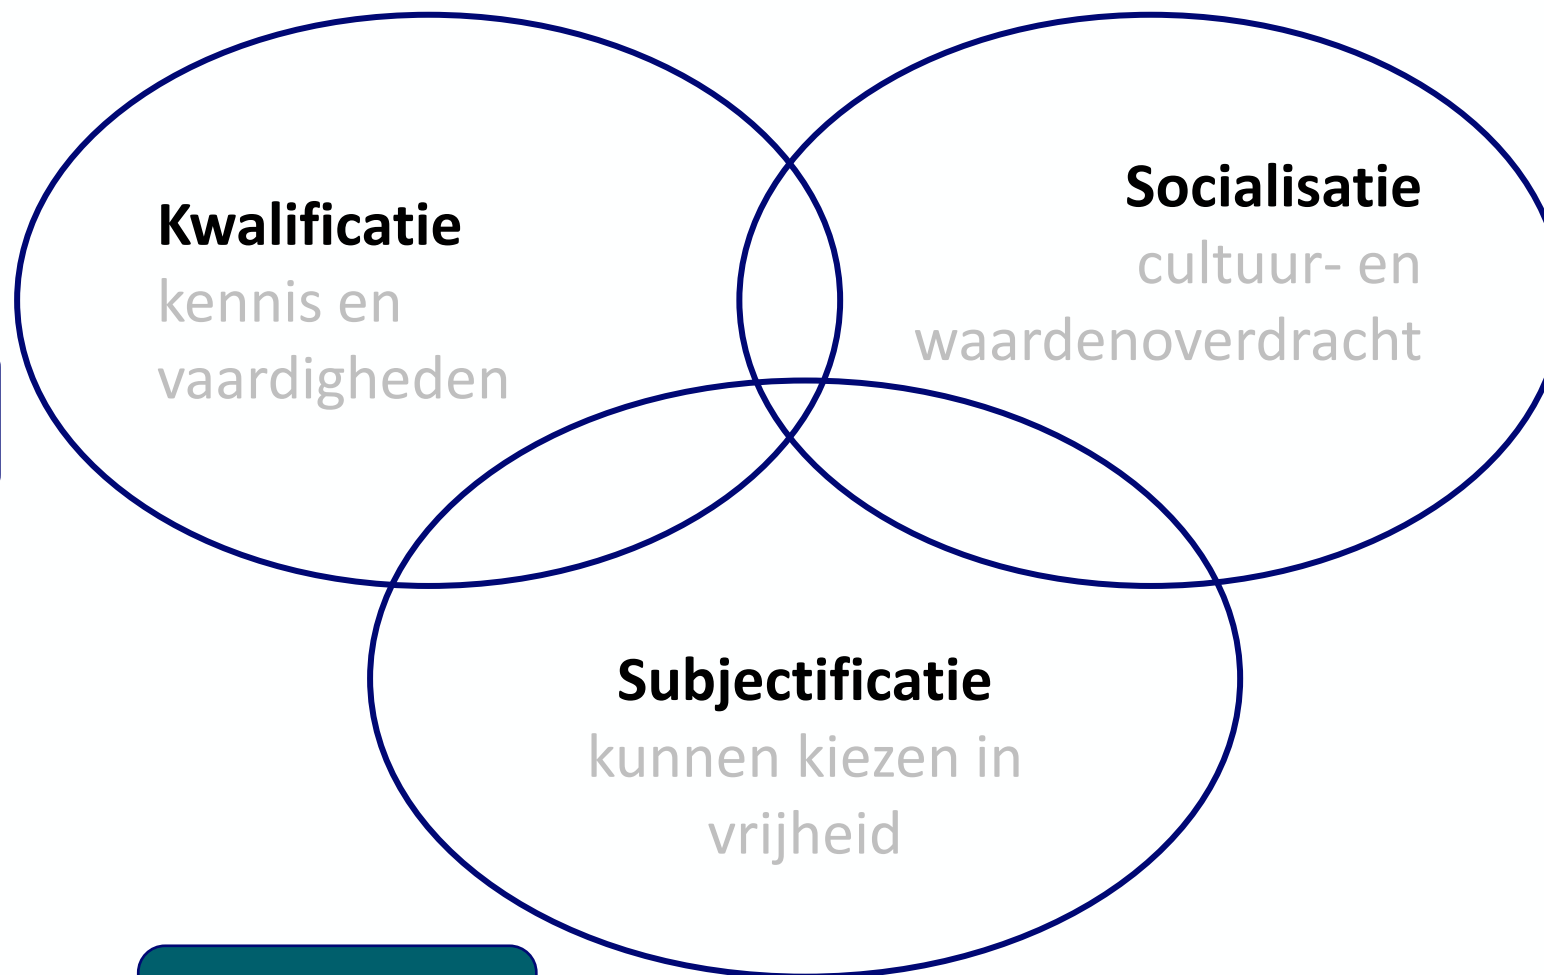 Kwalificatie
kennis en
vaardigheden
Socialisatie
cultuur- en
waardenoverdracht
Subjectificatie
kunnen kiezen in
vrijheid